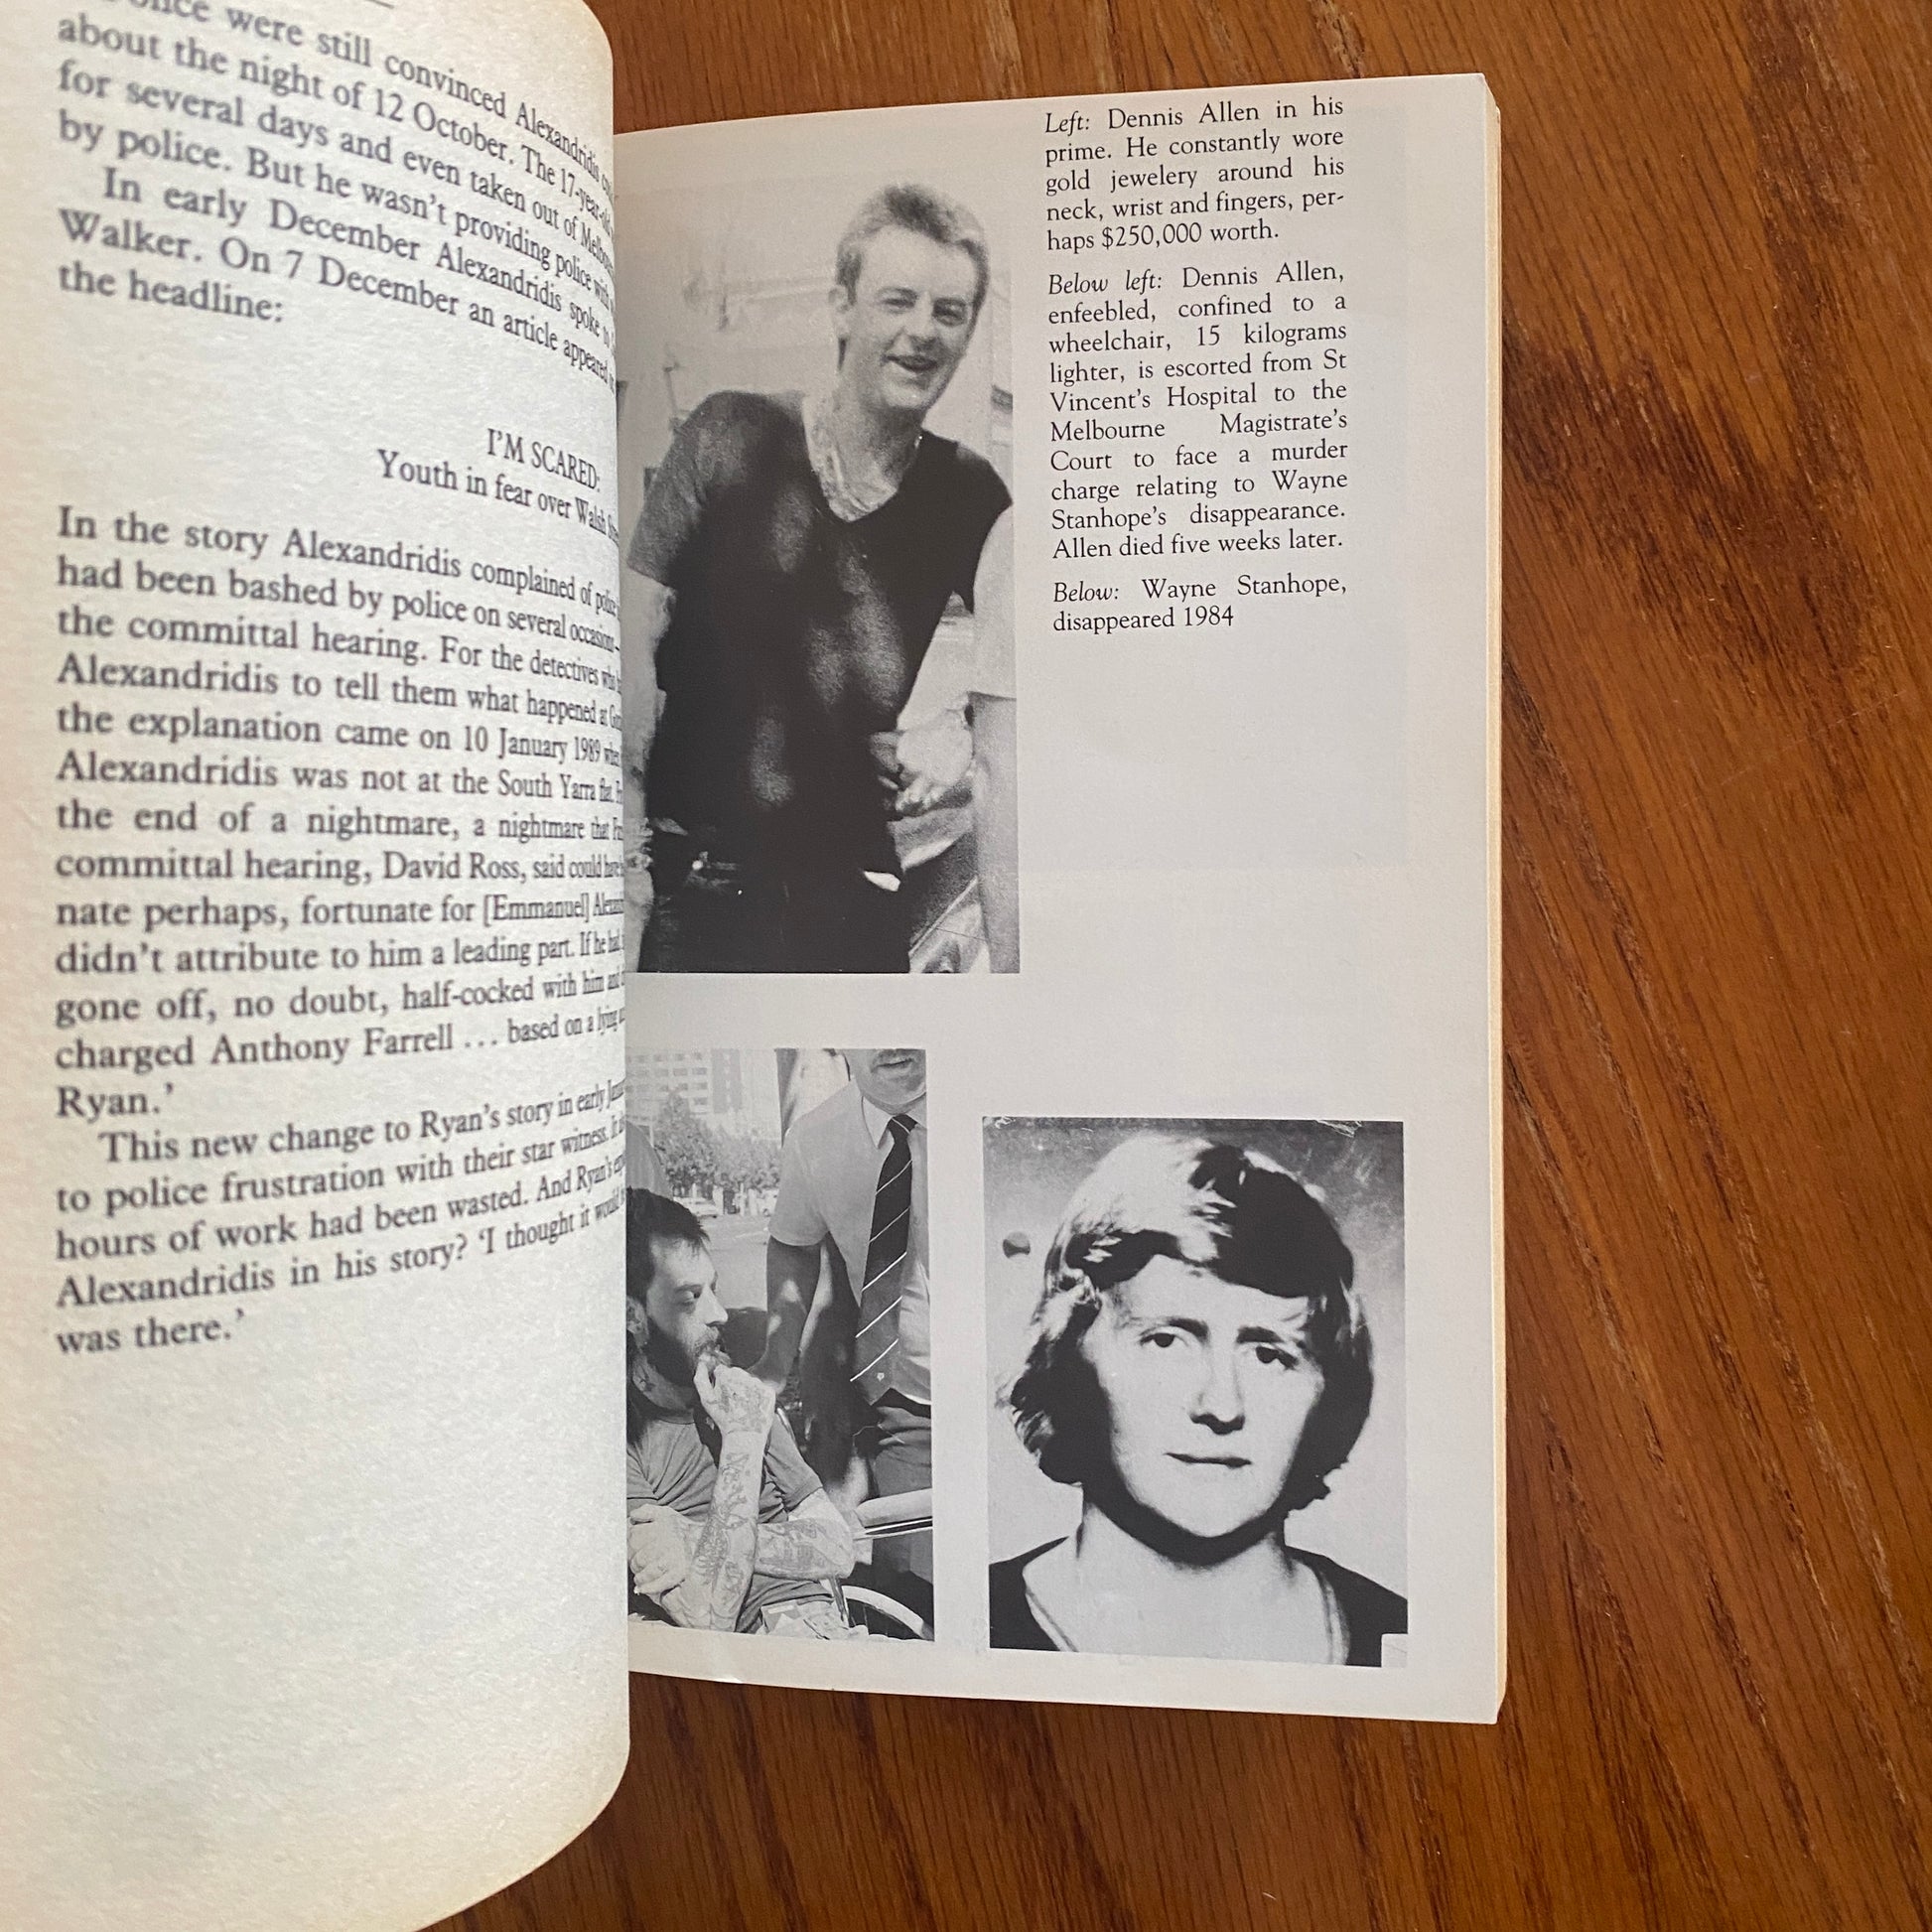 were still convinced Alexandridis
about the night of 12 October. The 17-year-old
for several days and even taken out of
by police. But he wasn't providing police with
In early December Alexandridis spoke to
Walker. On 7 December an article appeared
the headline:
I'M SCARED:
Youth in fear over Walsh
In the story Alexandridis complained of police
had been bashed by police on several occasions—
the committal hearing. For the detectives who
Alexandridis to tell them what happened at
the explanation came on 10 January 1989
Alexandridis was not at the South Yarra flat.
the end of a nightmare, a nightmare that
committal hearing, David Ross, said could have
nate perhaps, fortunate for [Emmanuel]
didn't attribute to him a leading part. If he had
gone off, no doubt, half-cocked with him and
charged Anthony Farrell ... based on a lying
Ryan.'
This new change to Ryan's story in early
to police frustration with their star witness.
hours of work had been wasted. And Ryan's
Alexandridis in his story? 'I thought it would
was there.'
Left: Dennis Allen in his
prime. He constantly wore
gold jewelery around his
neck, wrist and fingers, per-
haps $250,000 worth.
Below left: Dennis Allen,
enfeebled, confined to a
wheelchair, 15 kilograms
lighter, is escorted from St
Vincent's Hospital to the
Melbourne Magistrate's
Court to face a murder
charge relating to Wayne
Stanhope's disappearance.
Allen died five weeks later.
Below: Wayne Stanhope,
disappeared 1984